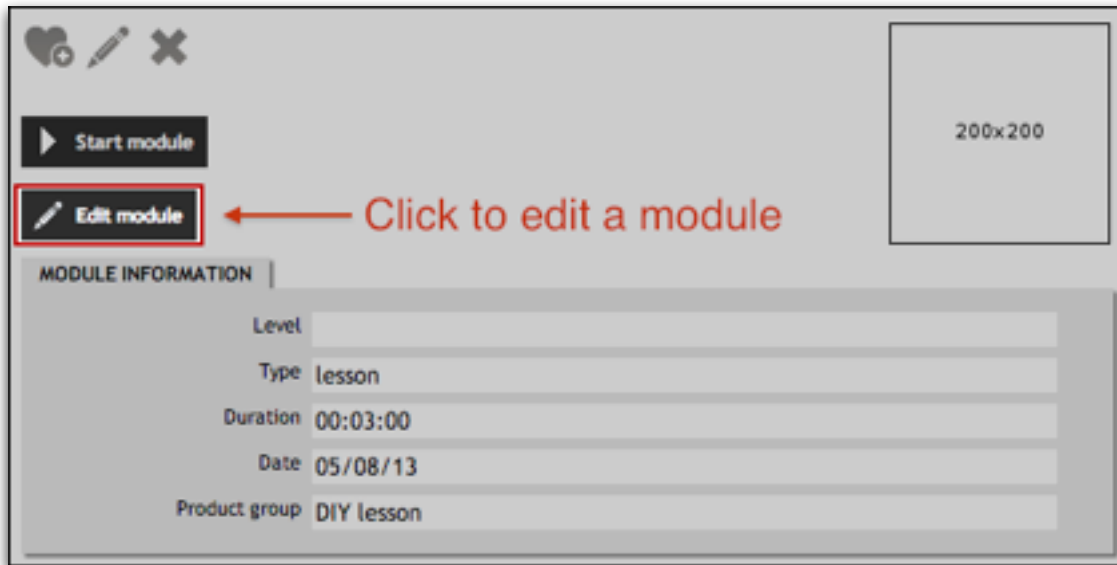 200x200
Start module
Edit module
Click to edit a module
MODULE INFORMATION
Level
Type lesson
Duration 00:03:00
Date 05/08/13
Product group DIY lesson